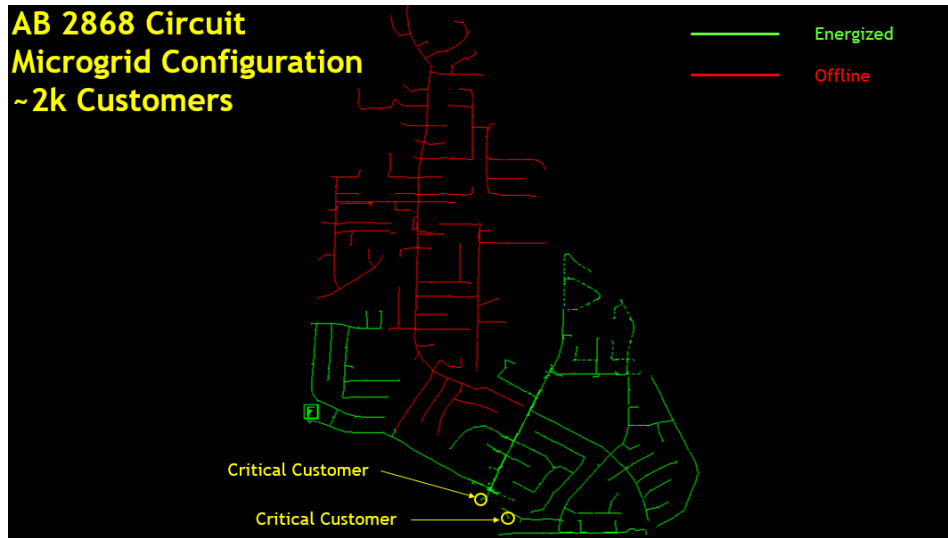 AB 2868 Circuit
Microgrid Configuration
~2k Customers
Energized
Offline
F
Critical Customer
Critical Customer